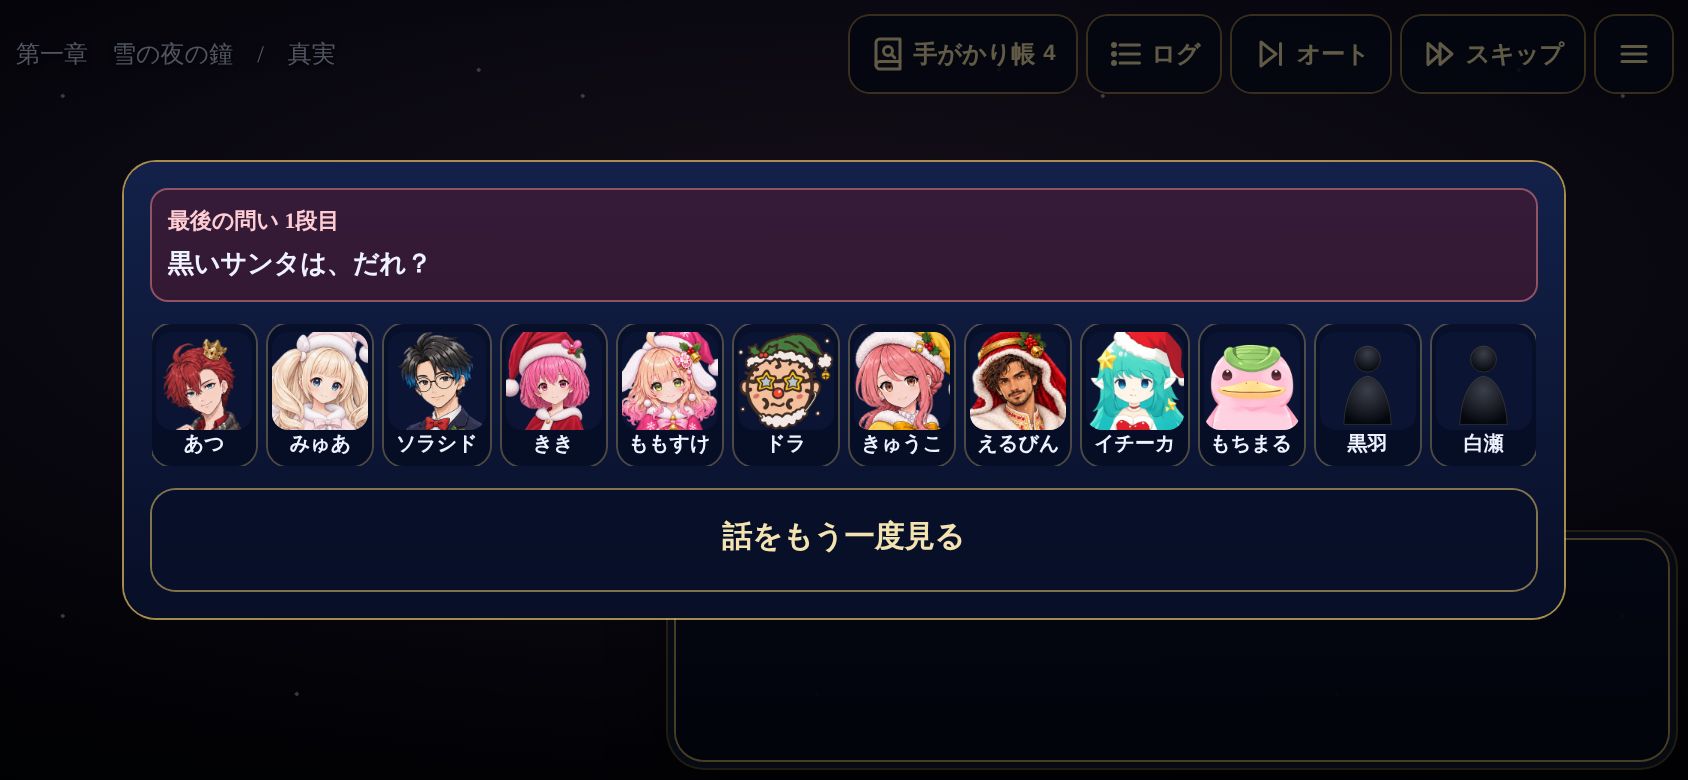 第一章　雪の夜の鐘　/　真実
手がかり帳 4
ログ
オート
スキップ
最後の問い 1段目
黒いサンタは、だれ？
あつ
みゅあ
ソラシド
きき
ももすけ
ドラ
きゅうこ
えるびん
イチーカ
もちまる
黒羽
白瀬
話をもう一度見る